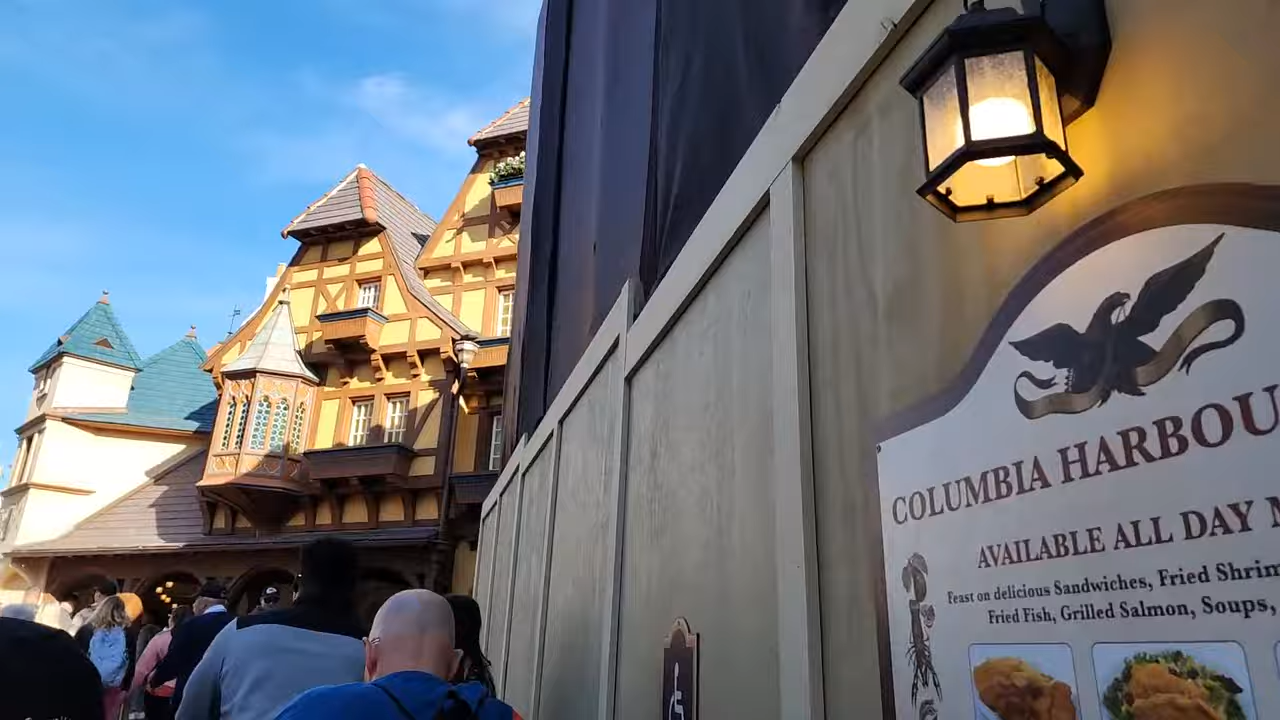 COLUMBIA HARBOU
AVAILABLE ALL DAY
Feast on delicious Sandwiches, Fried Shrim
Fried Fish, Grilled Salmon, Soups,